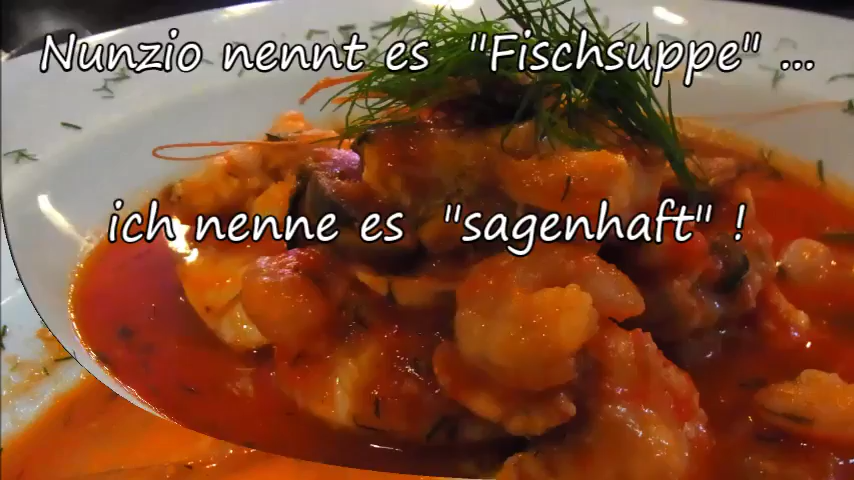 Nunzio nennt es "Fischsuppe" ...
ich nenne es "sagenhaft" !